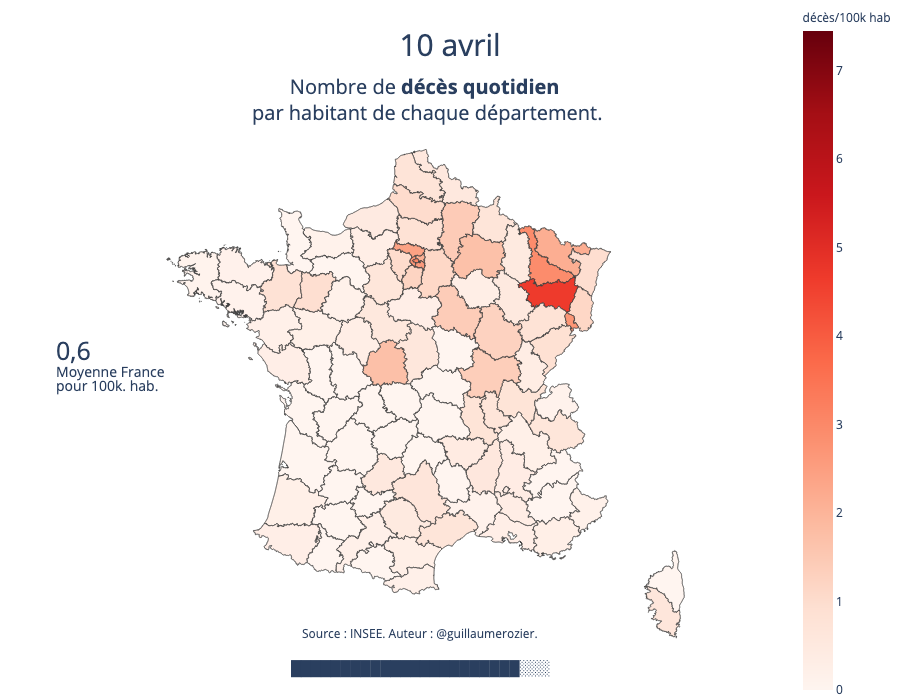 décès/100k hab
10 avril
Nombre de décès quotidien
par habitant de chaque département.
7
6
5
4
3
2
1
0
0,6
Moyenne France
pour 100k. hab.
Source : INSEE. Auteur : @guillaumerozier.